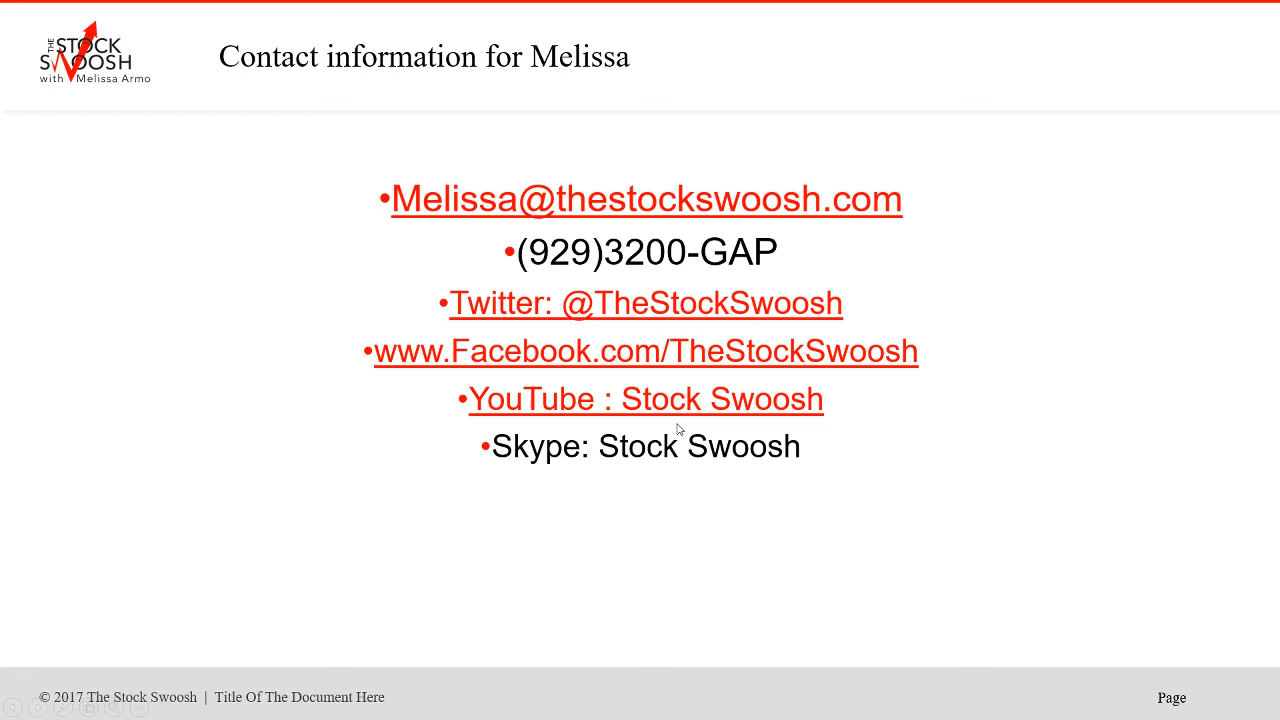 THE
STOCK
SWOOSH
with Melissa Armo
Contact information for Melissa
•Melissa@thestockswoosh.com
•(929)3200-GAP
•Twitter: @TheStockSwoosh
•www.Facebook.com/TheStockSwoosh
•YouTube : Stock Swoosh
•Skype: Stock Swoosh
© 2017 The Stock Swoosh | Title Of The Document Here
Page